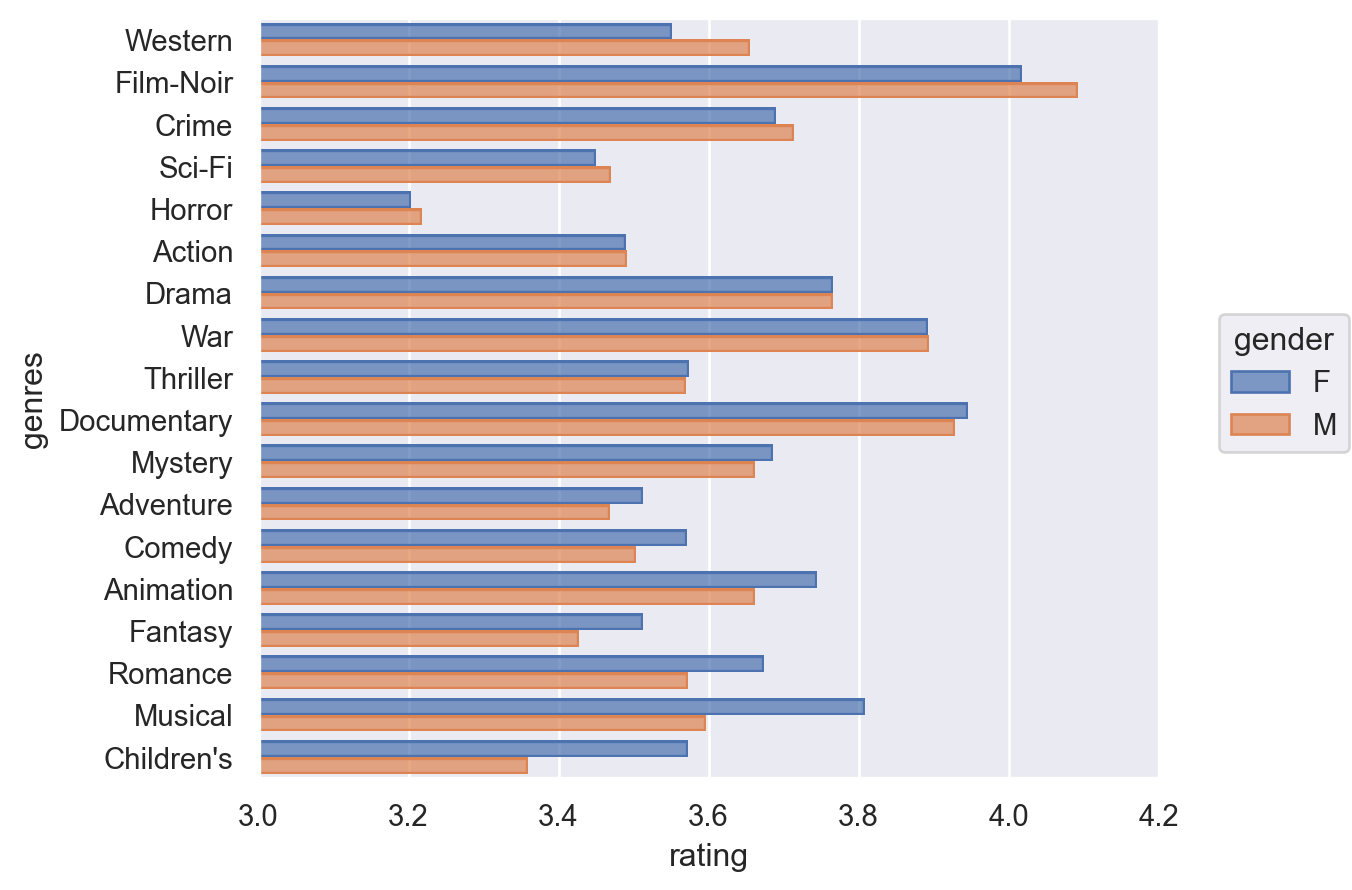 Western
Film-Noir
Crime
Sci-Fi
Horror
Action
Drama
War
Thriller
Documentary
Mystery
Adventure
Comedy
Animation
Fantasy
Romance
Musical
Children's
genres
3.0 3.2 3.4 3.6 3.8 4.0 4.2
rating
gender
F
M